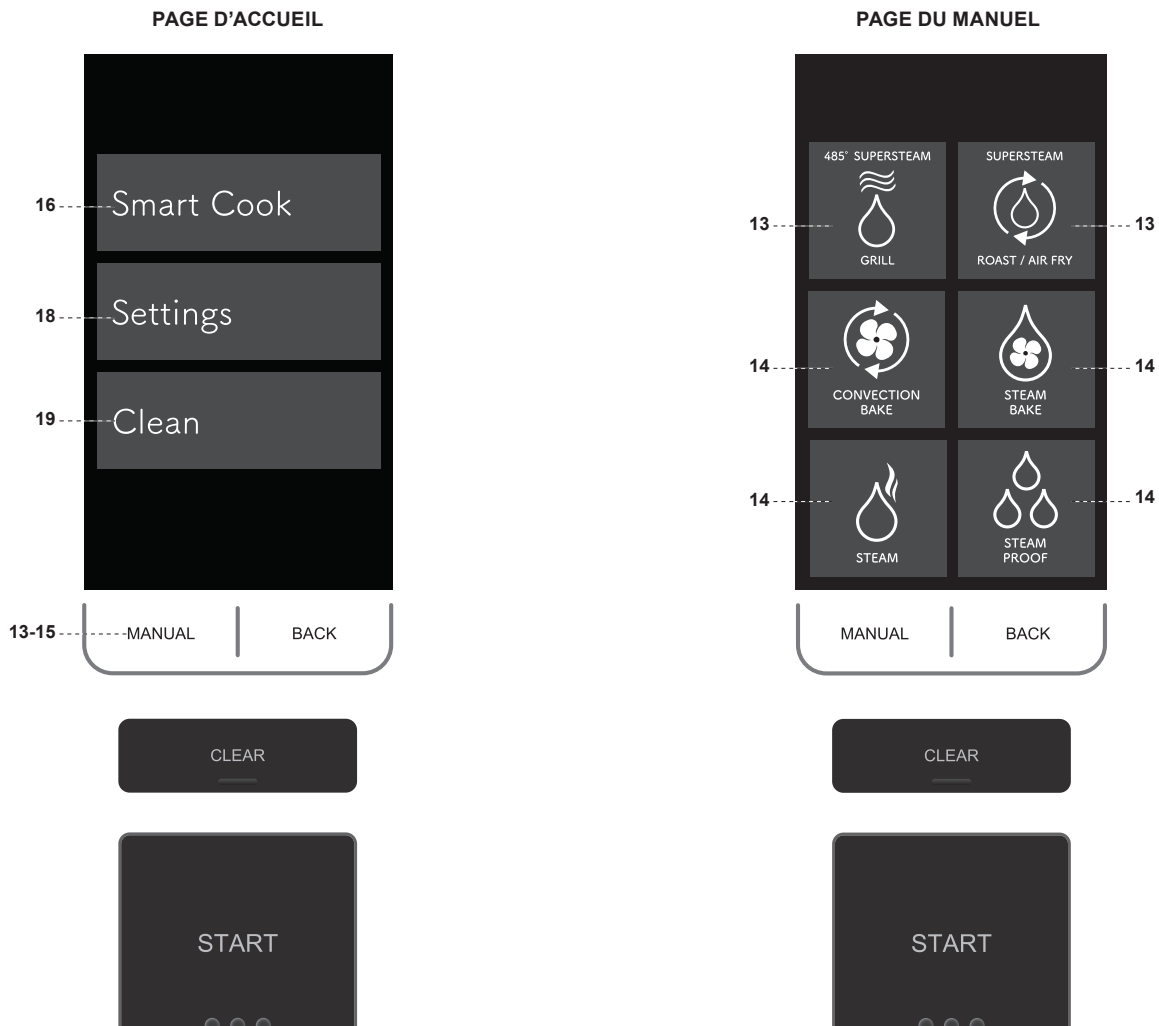 PAGE D’ACCUEIL
16
Smart Cook
18
Settings
19
Clean
13-15
MANUAL
BACK
CLEAR
START
PAGE DU MANUEL
485° SUPERSTEAM
GRILL
13
SUPERSTEAM
ROAST / AIR FRY
13
14
CONVECTION
BAKE
STEAM
BAKE
14
14
STEAM
STEAM
PROOF
14
MANUAL
BACK
CLEAR
START